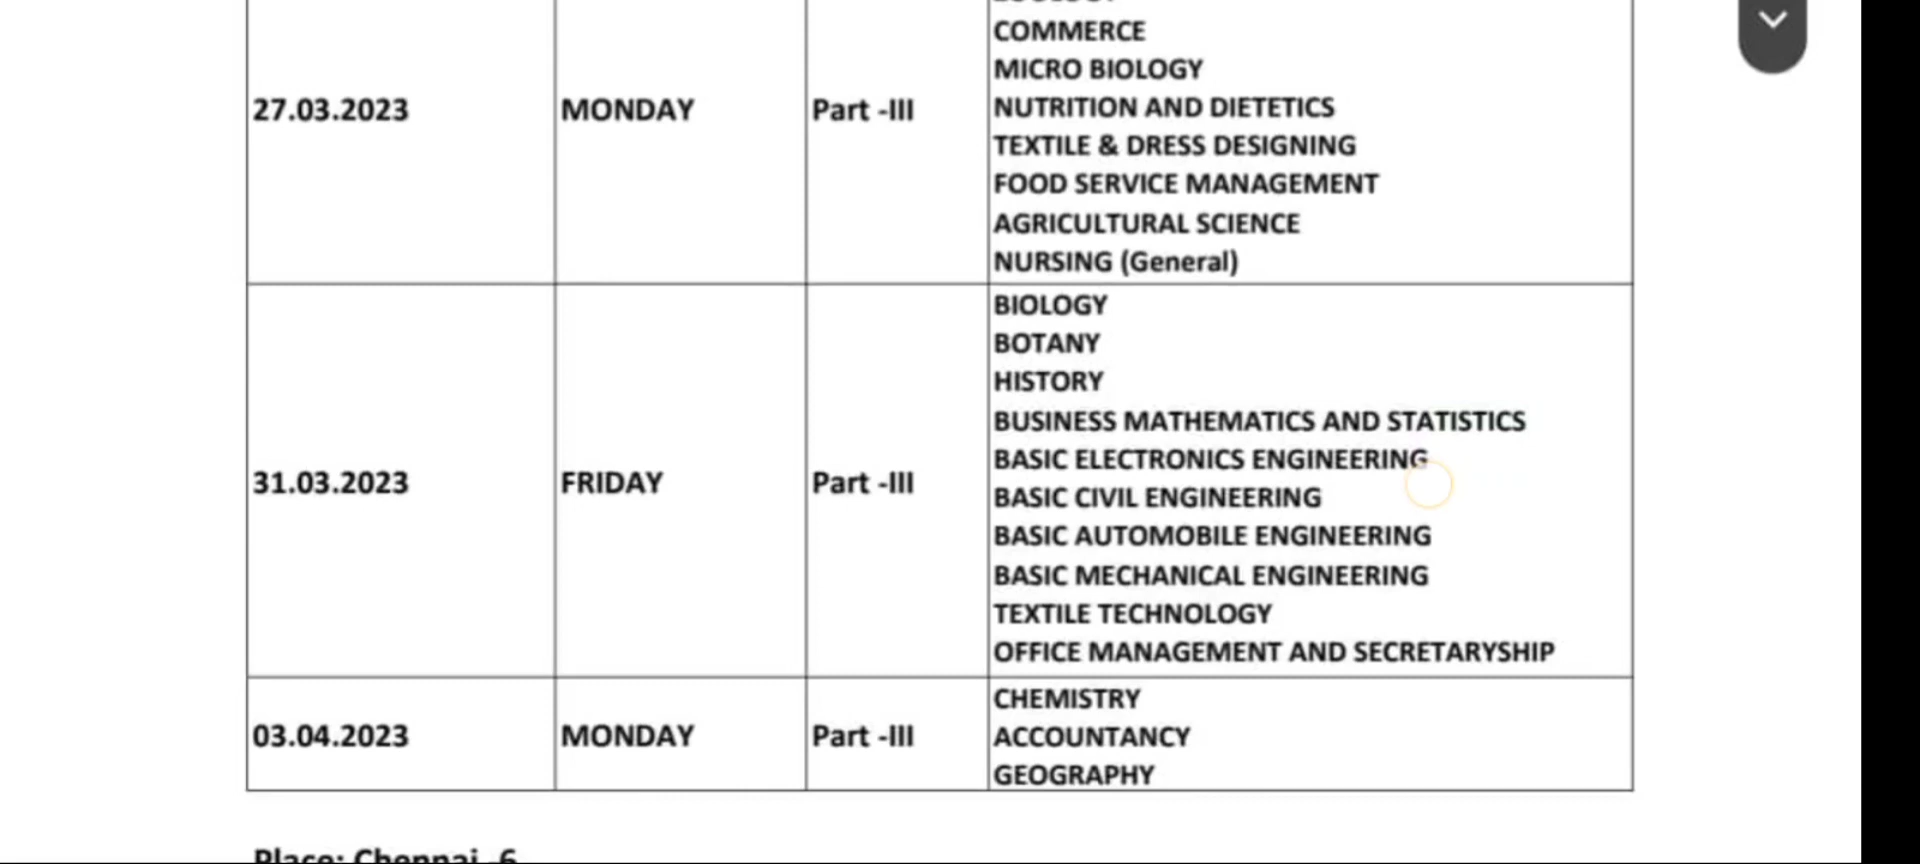 COMMERCE
MICRO BIOLOGY
27.03.2023 MONDAY Part -III NUTRITION AND DIETETICS
TEXTILE & DRESS DESIGNING
FOOD SERVICE MANAGEMENT
AGRICULTURAL SCIENCE
NURSING (General)
BIOLOGY
BOTANY
HISTORY
BUSINESS MATHEMATICS AND STATISTICS
BASIC ELECTRONICS ENGINEERING
31.03.2023 FRIDAY Part -III
BASIC CIVIL ENGINEERING
BASIC AUTOMOBILE ENGINEERING
BASIC MECHANICAL ENGINEERING
TEXTILE TECHNOLOGY
OFFICE MANAGEMENT AND SECRETARYSHIP
CHEMISTRY
03.04.2023 MONDAY Part -III ACCOUNTANCY
GEOGRAPHY
Place: Chennai -6